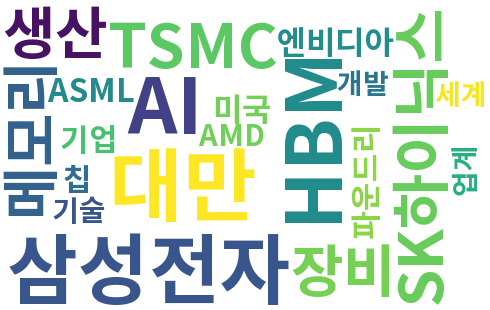 생산
TSMC
엔비디아
SK하이닉스
메모리
ASML
AI
HBM
개발
세계
미국
기업
AMD
대만
파운드리
업계
칩
기술
삼성전자
장비